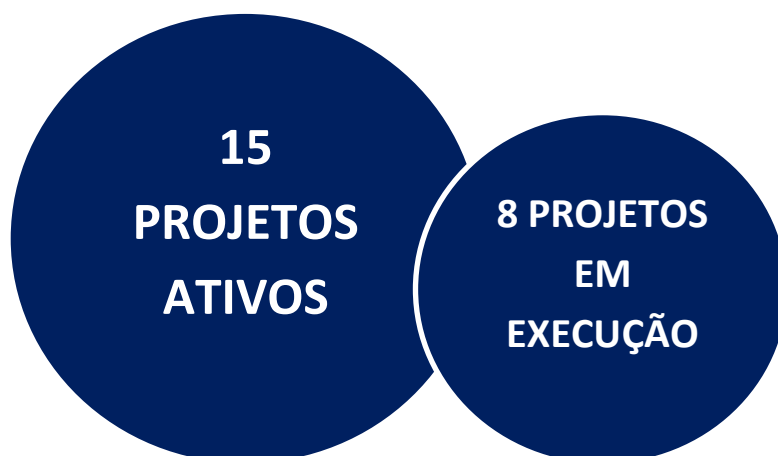 15
PROJETOS
ATIVOS
8 PROJETOS
EM
EXECUÇÃO